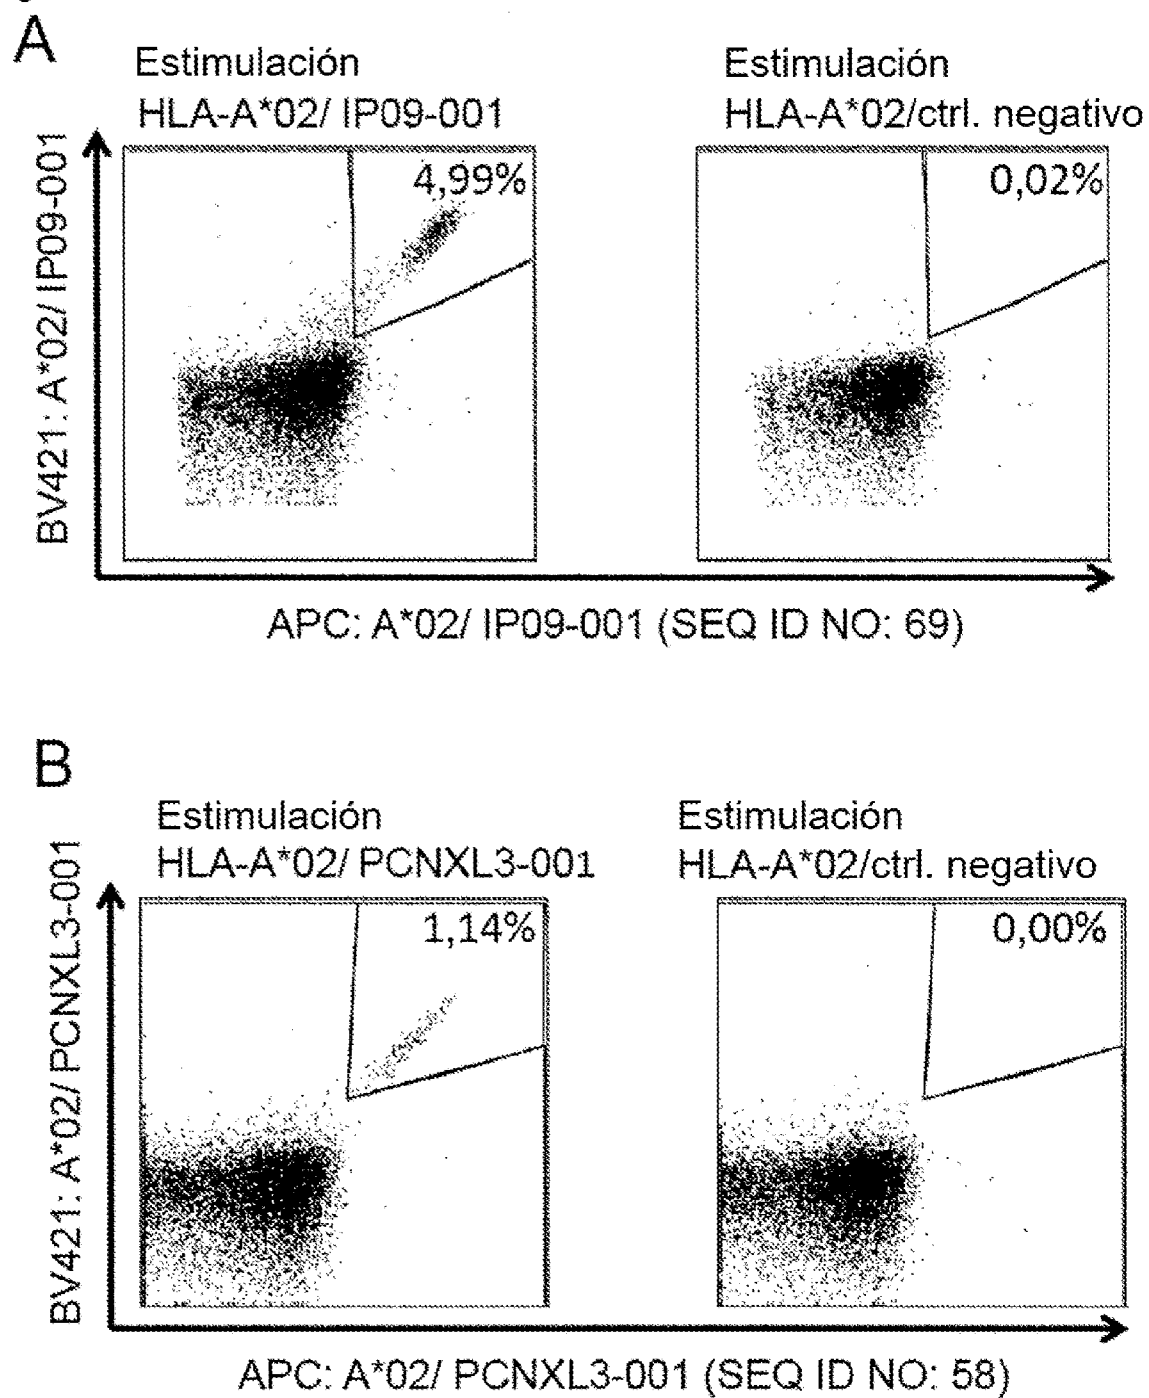 A
Estimulación
HLA-A*02/ IP09-001
Estimulación
HLA-A*02/ctrl. negativo
4,99%
0,02%
BV421: A*02/ IP09-001
APC: A*02/ IP09-001 (SEQ ID NO: 69)
B
Estimulación
HLA-A*02/ PCNXL3-001
Estimulación
HLA-A*02/ctrl. negativo
1,14%
0,00%
BV421: A*02/ PCNXL3-001
APC: A*02/ PCNXL3-001 (SEQ ID NO: 58)